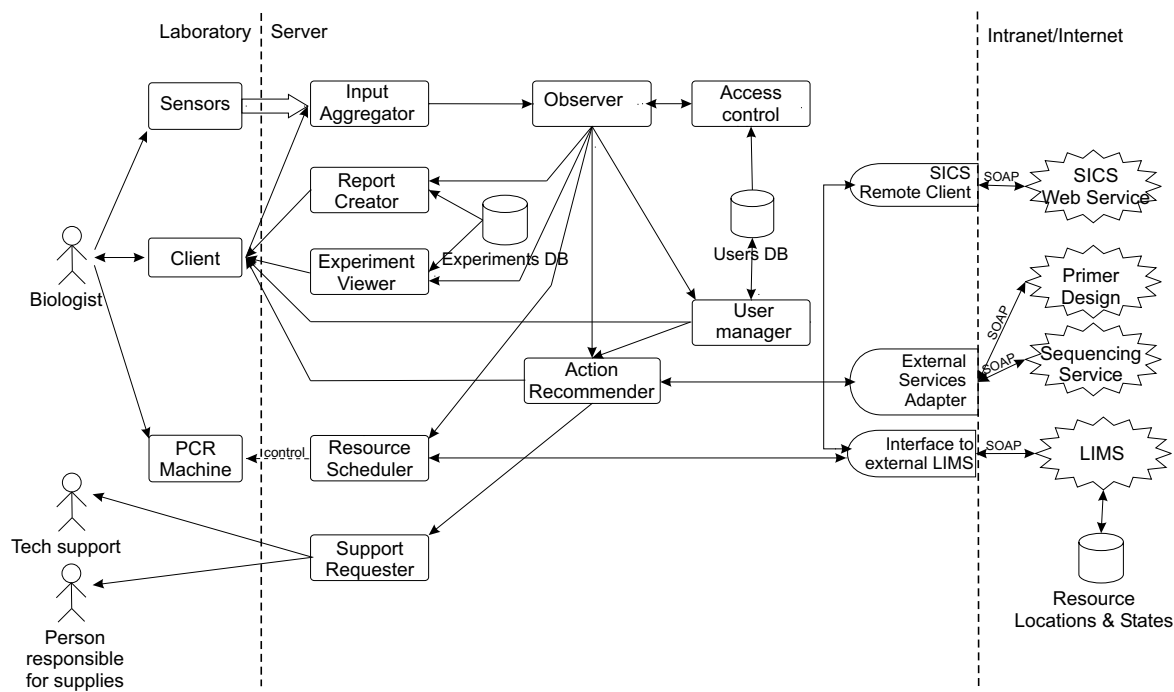 Laboratory
Server
Intranet/Internet
Sensors
Input
Aggregator
Observer
Access
control
Report
Creator
SICS
Remote Client
SOAP
SICS
Web Service
Biologist
Client
Experiment
Viewer
Experiments DB
Users DB
Primer
Design
User
manager
SOAP
SOAP
Sequencing
Service
Action
Recommender
External
Services
Adapter
PCR
Machine
control
Resource
Scheduler
Interface to
external LIMS
SOAP
LIMS
Tech support
Support
Requester
Resource
Locations & States
Person
responsible
for supplies